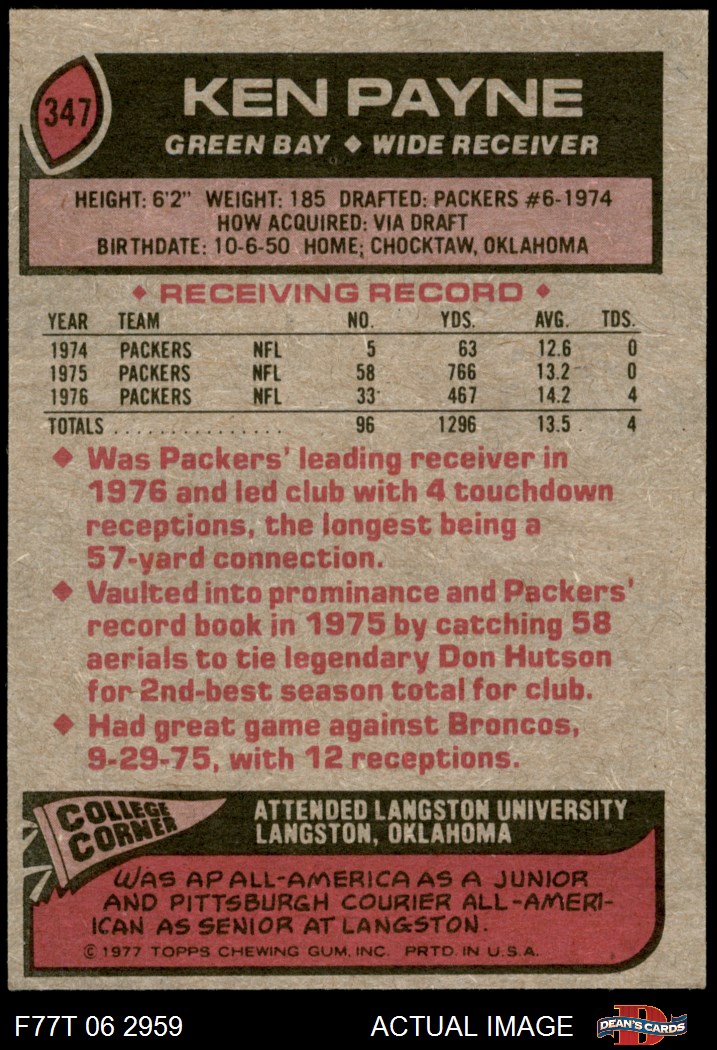 347
KEN PAYNE
GREEN BAY ◆ WIDE RECEIVER
HEIGHT: 6'2" WEIGHT: 185 DRAFTED: PACKERS #6-1974
HOW ACQUIRED: VIA DRAFT
BIRTHDATE: 10-6-50 HOME; CHOCKTAW, OKLAHOMA
◆ RECEIVING RECORD ◆
YEAR TEAM NO. YDS. AVG. TDS.
1974 PACKERS NFL 5 63 12.6 0
1975 PACKERS NFL 58 766 13.2 0
1976 PACKERS NFL 33 467 14.2 4
TOTALS . . . . . . . . . . . . . . . . 96 1296 13.5 4
◆ Was Packers' leading receiver in
1976 and led club with 4 touchdown
receptions, the longest being a
57-yard connection.
◆ Vaulted into prominance and Packers'
record book in 1975 by catching 58
aerials to tie legendary Don Hutson
for 2nd-best season total for club.
◆ Had great game against Broncos,
9-29-75, with 12 receptions.
COLLEGE
CORNER
ATTENDED LANGSTON UNIVERSITY
LANGSTON, OKLAHOMA
WAS AP ALL-AMERICA AS A JUNIOR
AND PITTSBURGH COURIER ALL-AMERI-
ICAN AS SENIOR AT LANGSTON.
© 1977 TOPPS CHEWING GUM, INC. PRTD. IN U.S.A.
F77T 06 2959
ACTUAL IMAGE
D
DEAN'S CARDS